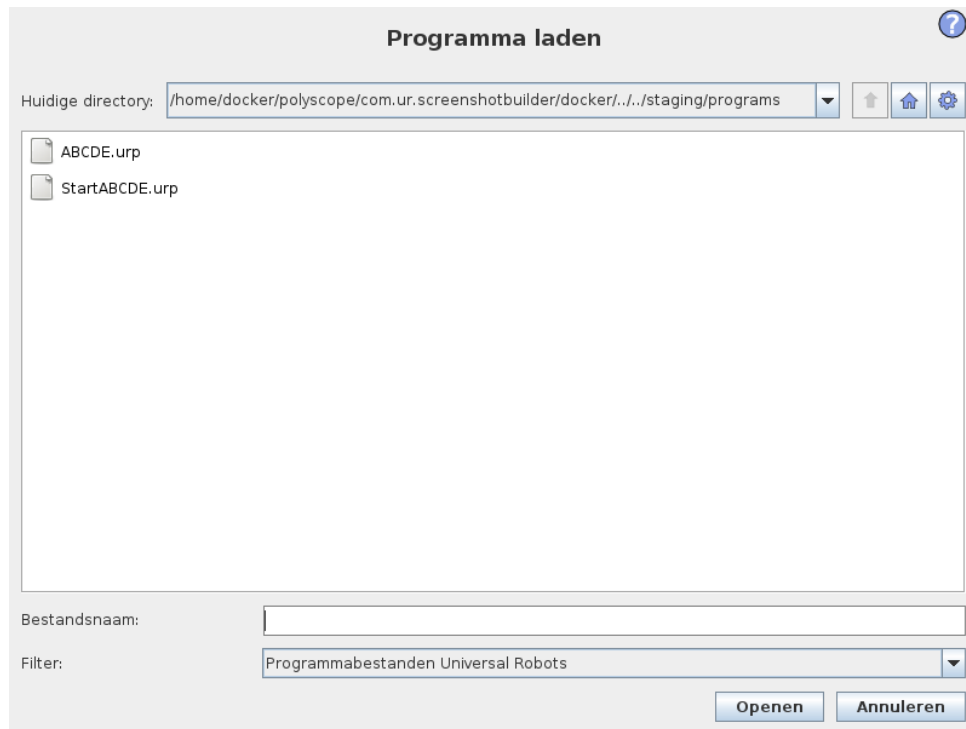 Programma laden
?
Huidige directory: /home/docker/polyscope/com.ur.screenshotbuilder/docker/../../staging/programs
ABCDE.urp
StartABCDE.urp
Bestandsnaam:
Filter: Programmabestanden Universal Robots
Openen Annuleren